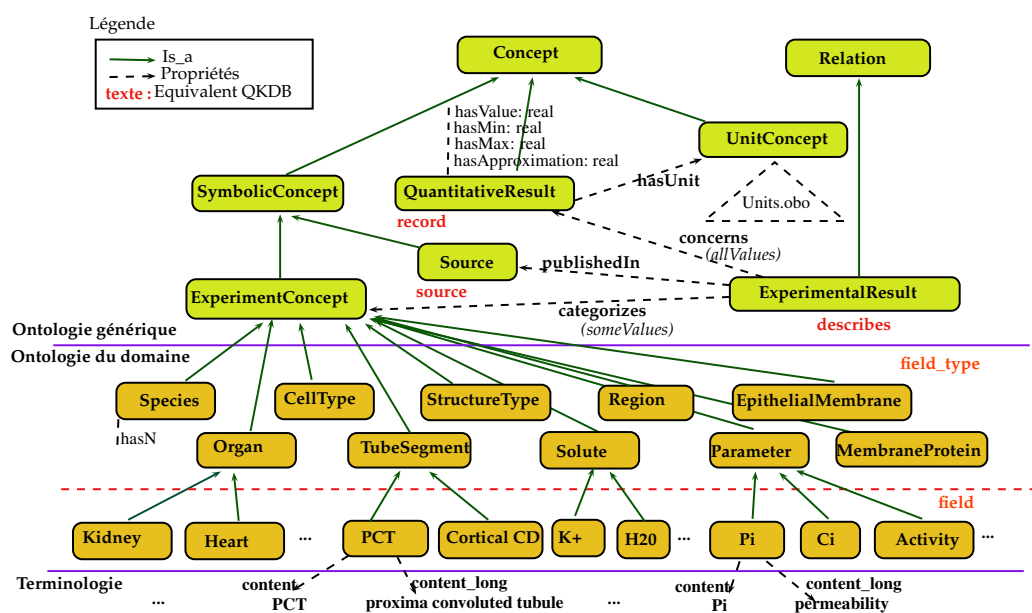 Légende
Is_a
Propriétés
texte : Equivalent QKDB
Concept
Relation
hasValue: real
hasMin: real
hasMax: real
hasApproximation: real
UnitConcept
SymbolicConcept
QuantitativeResult
hasUnit
Units.obo
record
concerns
(allValues)
Source
publishedIn
source
ExperimentConcept
ExperimentalResult
categorizes
(someValues)
describes
Ontologie générique
Ontologie du domaine
field_type
Species
CellType
StructureType
Region
EpithelialMembrane
hasN
Organ
TubeSegment
Solute
Parameter
MembraneProtein
field
Kidney
Heart
...
PCT
Cortical CD
K+
H20
...
Pi
Ci
Activity
...
Terminologie
content
content_long
content
content_long
...
PCT
proxima convoluted tubule
...
Pi
permeability